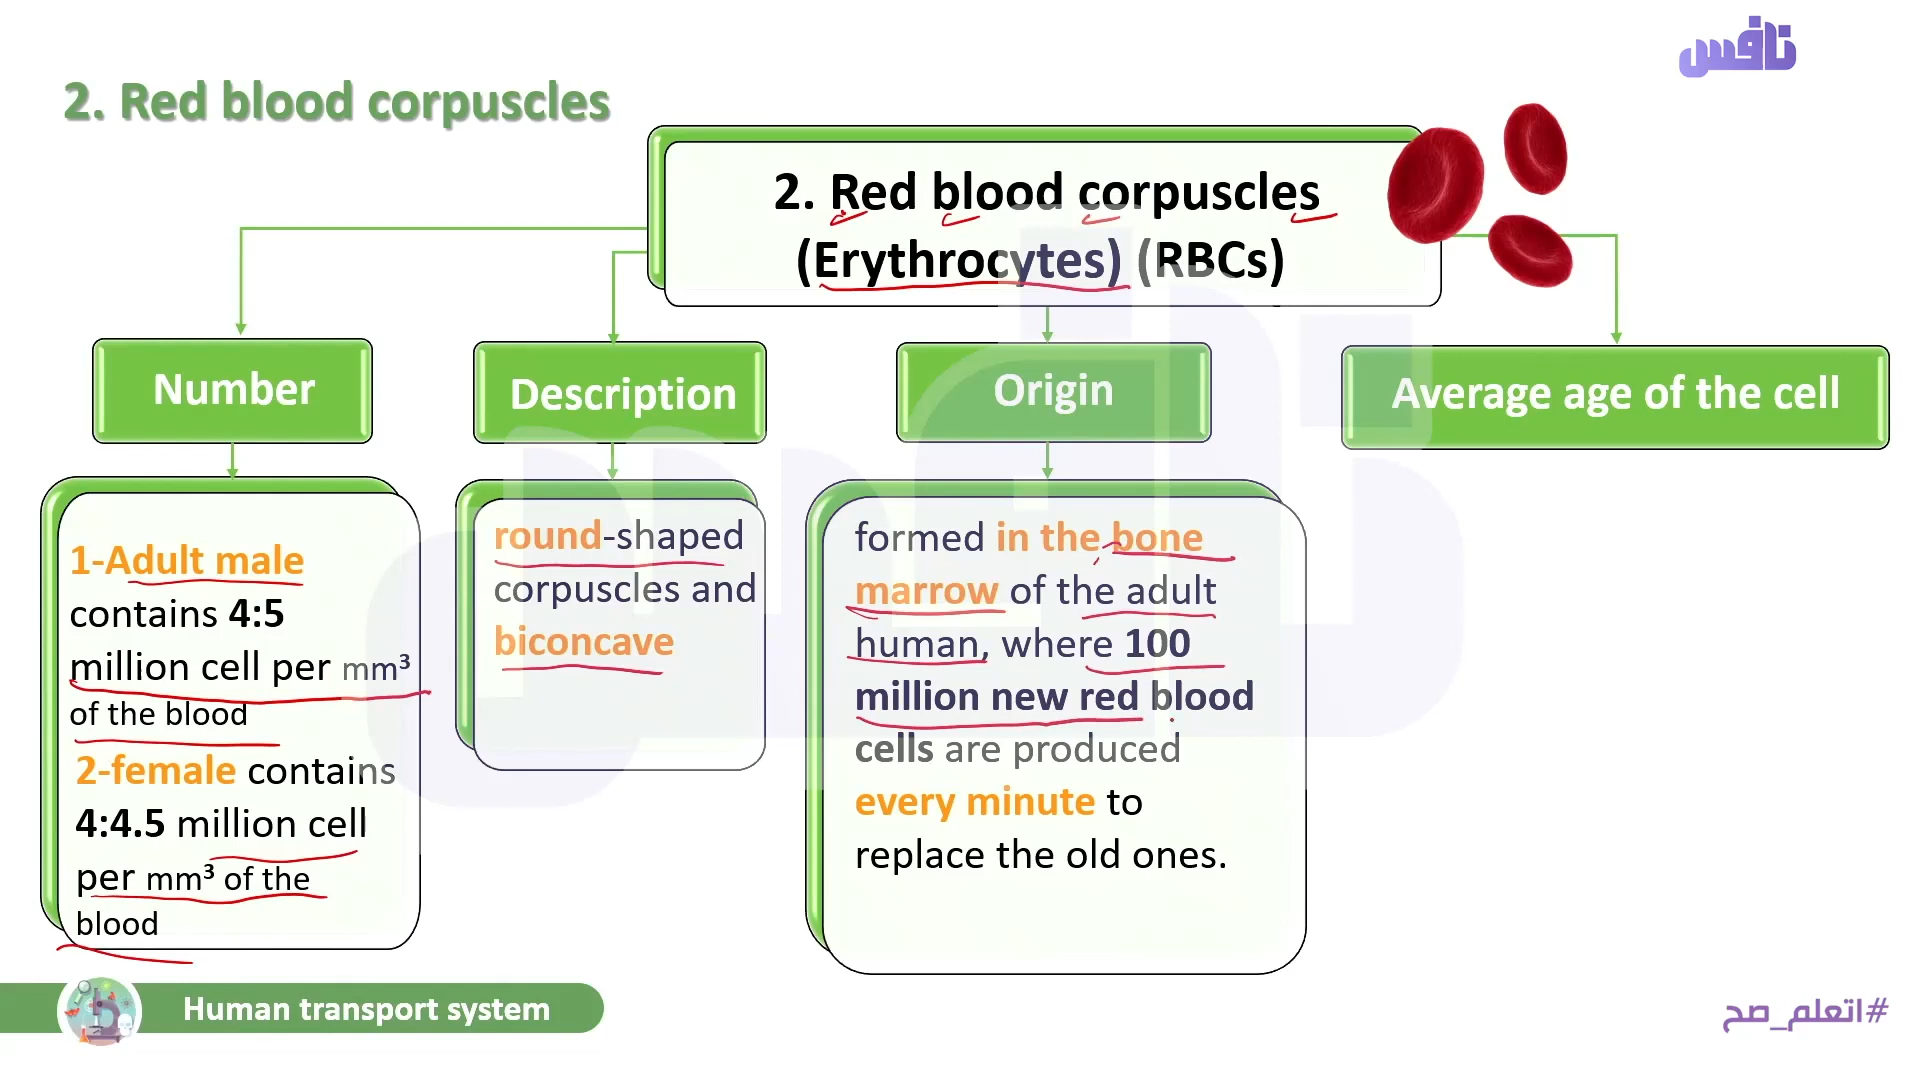 نافس
2. Red blood corpuscles
2. Red blood corpuscles
(Erythrocytes) (RBCs)
Number
1-Adult male
contains 4:5
million cell per mm³
of the blood
2-female contains
4:4.5 million cell
per mm³ of the
blood
Description
round-shaped
corpuscles and
biconcave
Origin
formed in the bone
marrow of the adult
human, where 100
million new red blood
cells are produced
every minute to
replace the old ones.
Average age of the cell
Human transport system
#اتعلم_صح